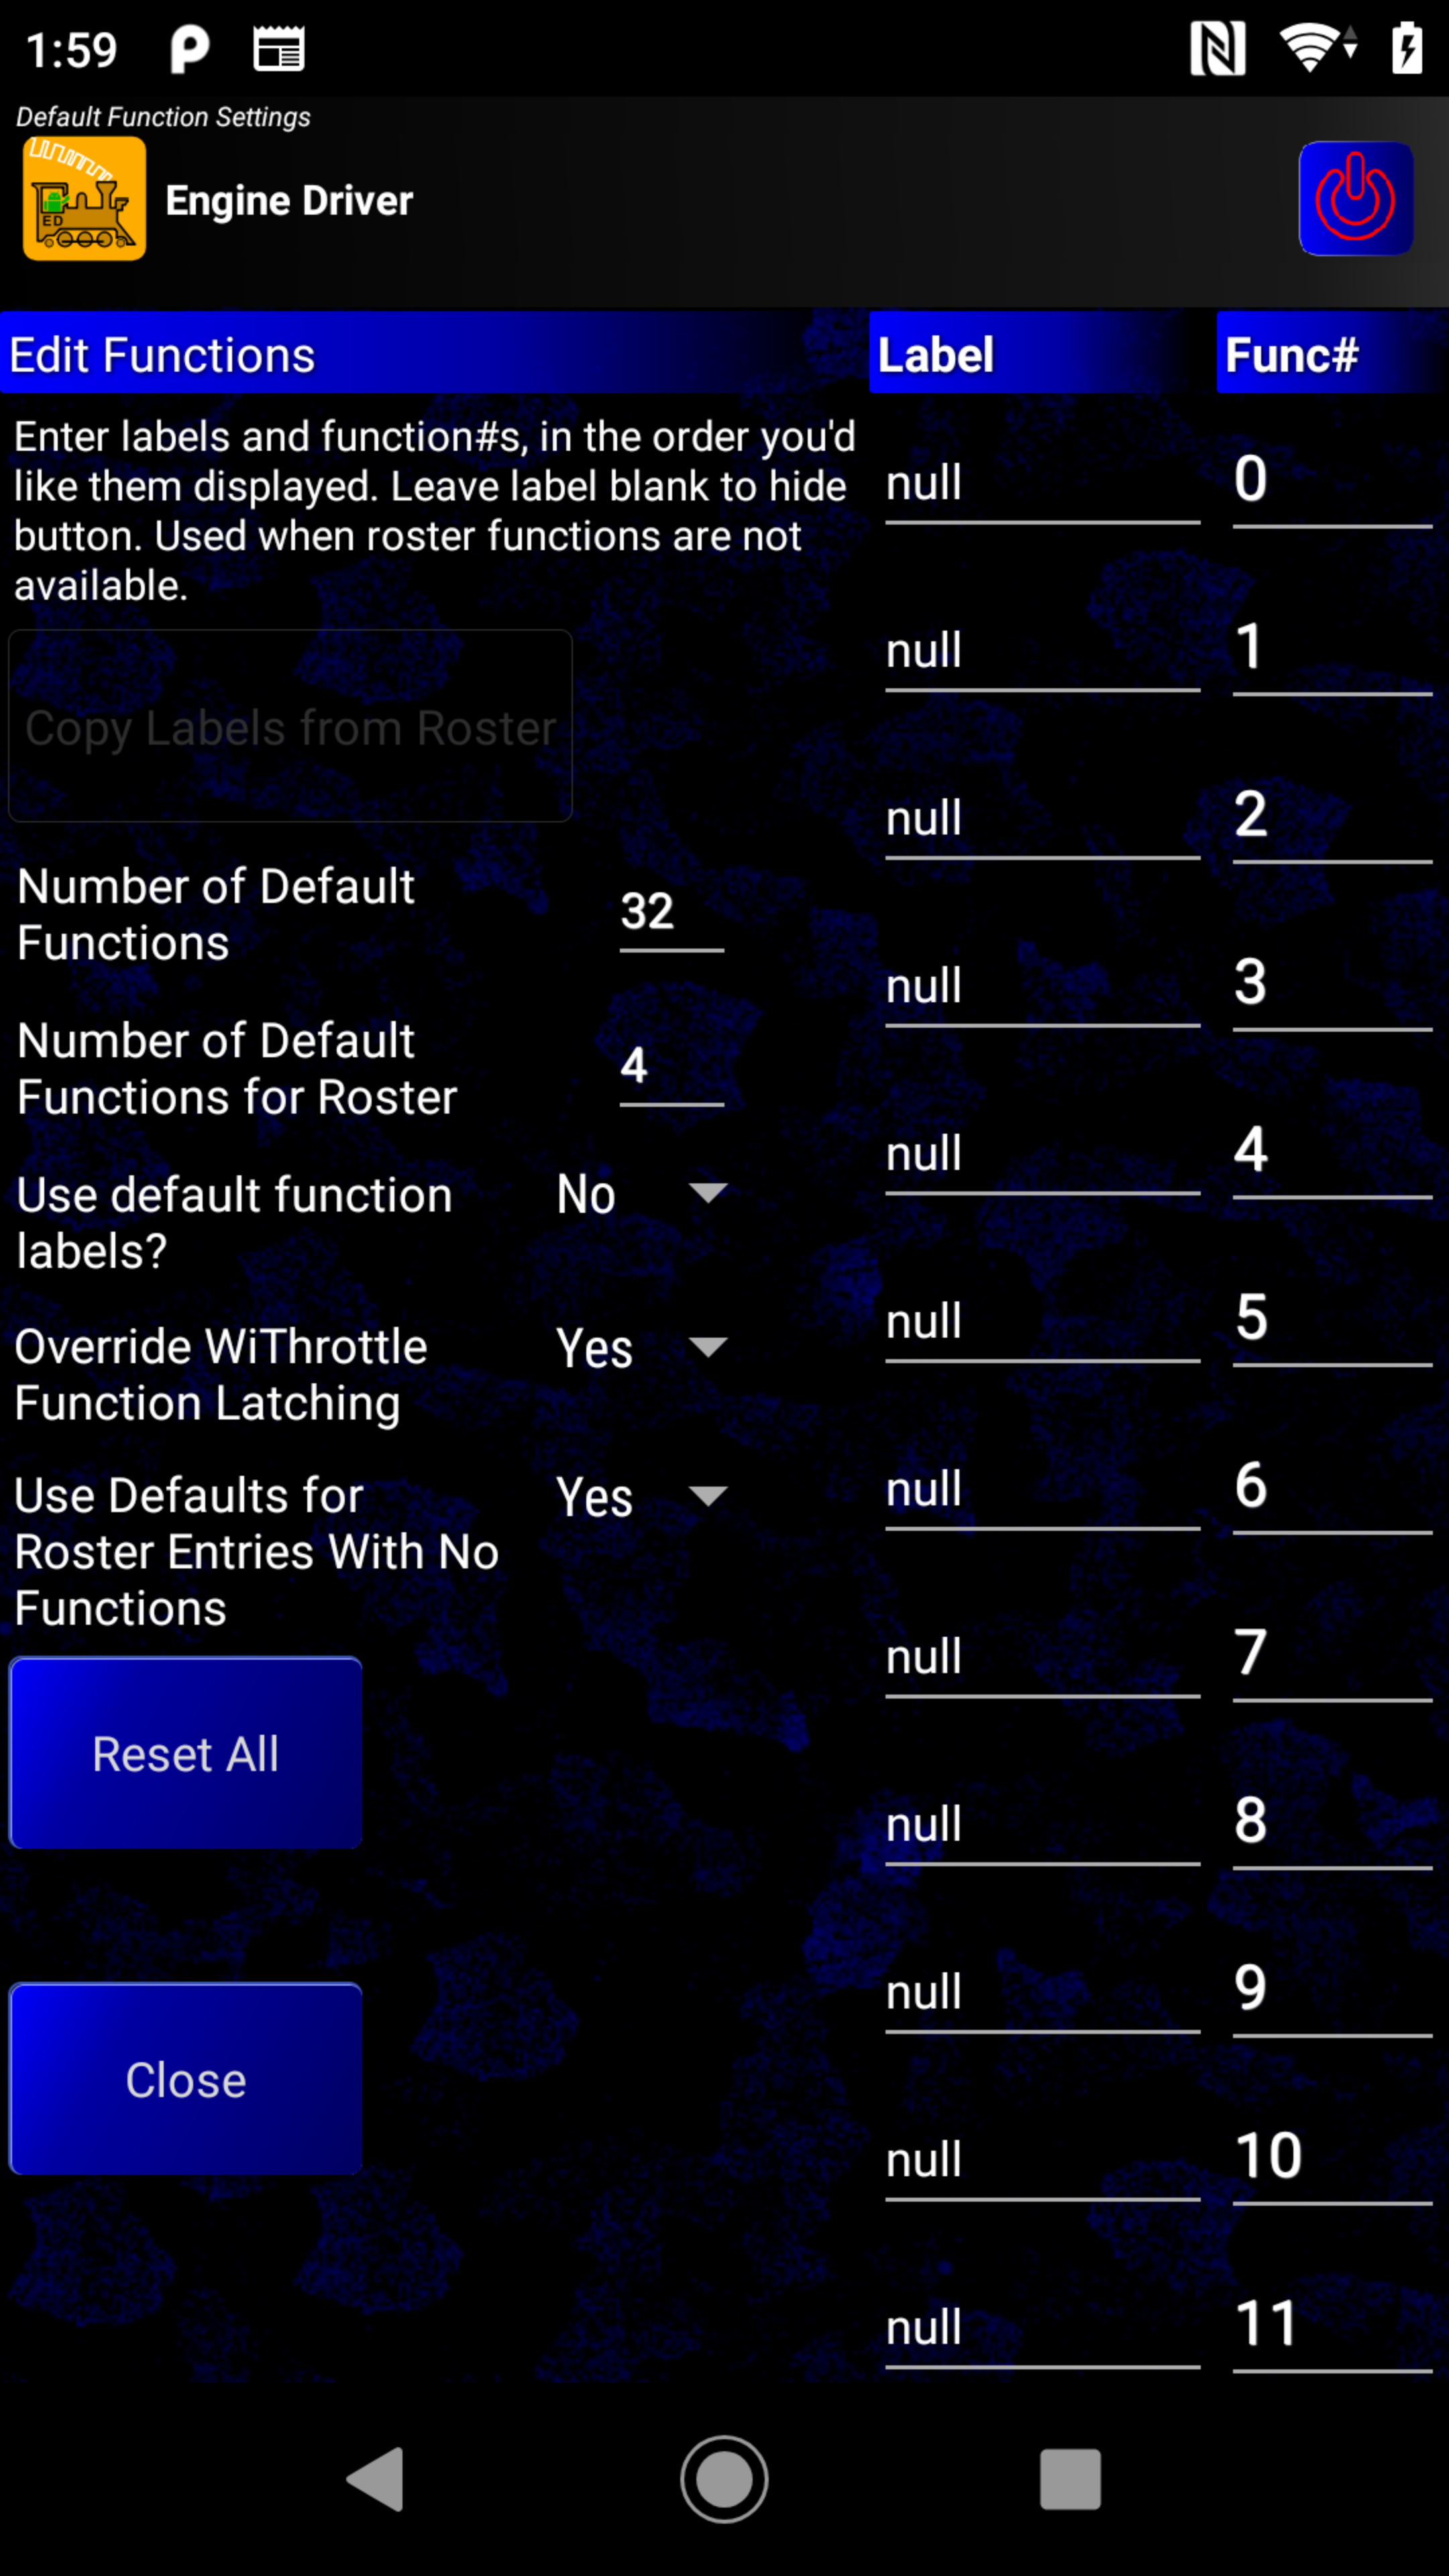 1:59
Default Function Settings
ED
Engine Driver
Edit Functions
Label
Func#
Enter labels and function#s, in the order you'd
like them displayed. Leave label blank to hide
button. Used when roster functions are not
available.
Copy Labels from Roster
Number of Default
Functions
32
Number of Default
Functions for Roster
4
Use default function
labels?
No
Override WiThrottle
Function Latching
Yes
Use Defaults for
Roster Entries With No
Functions
Yes
Reset All
Close
null 0
null 1
null 2
null 3
null 4
null 5
null 6
null 7
null 8
null 9
null 10
null 11